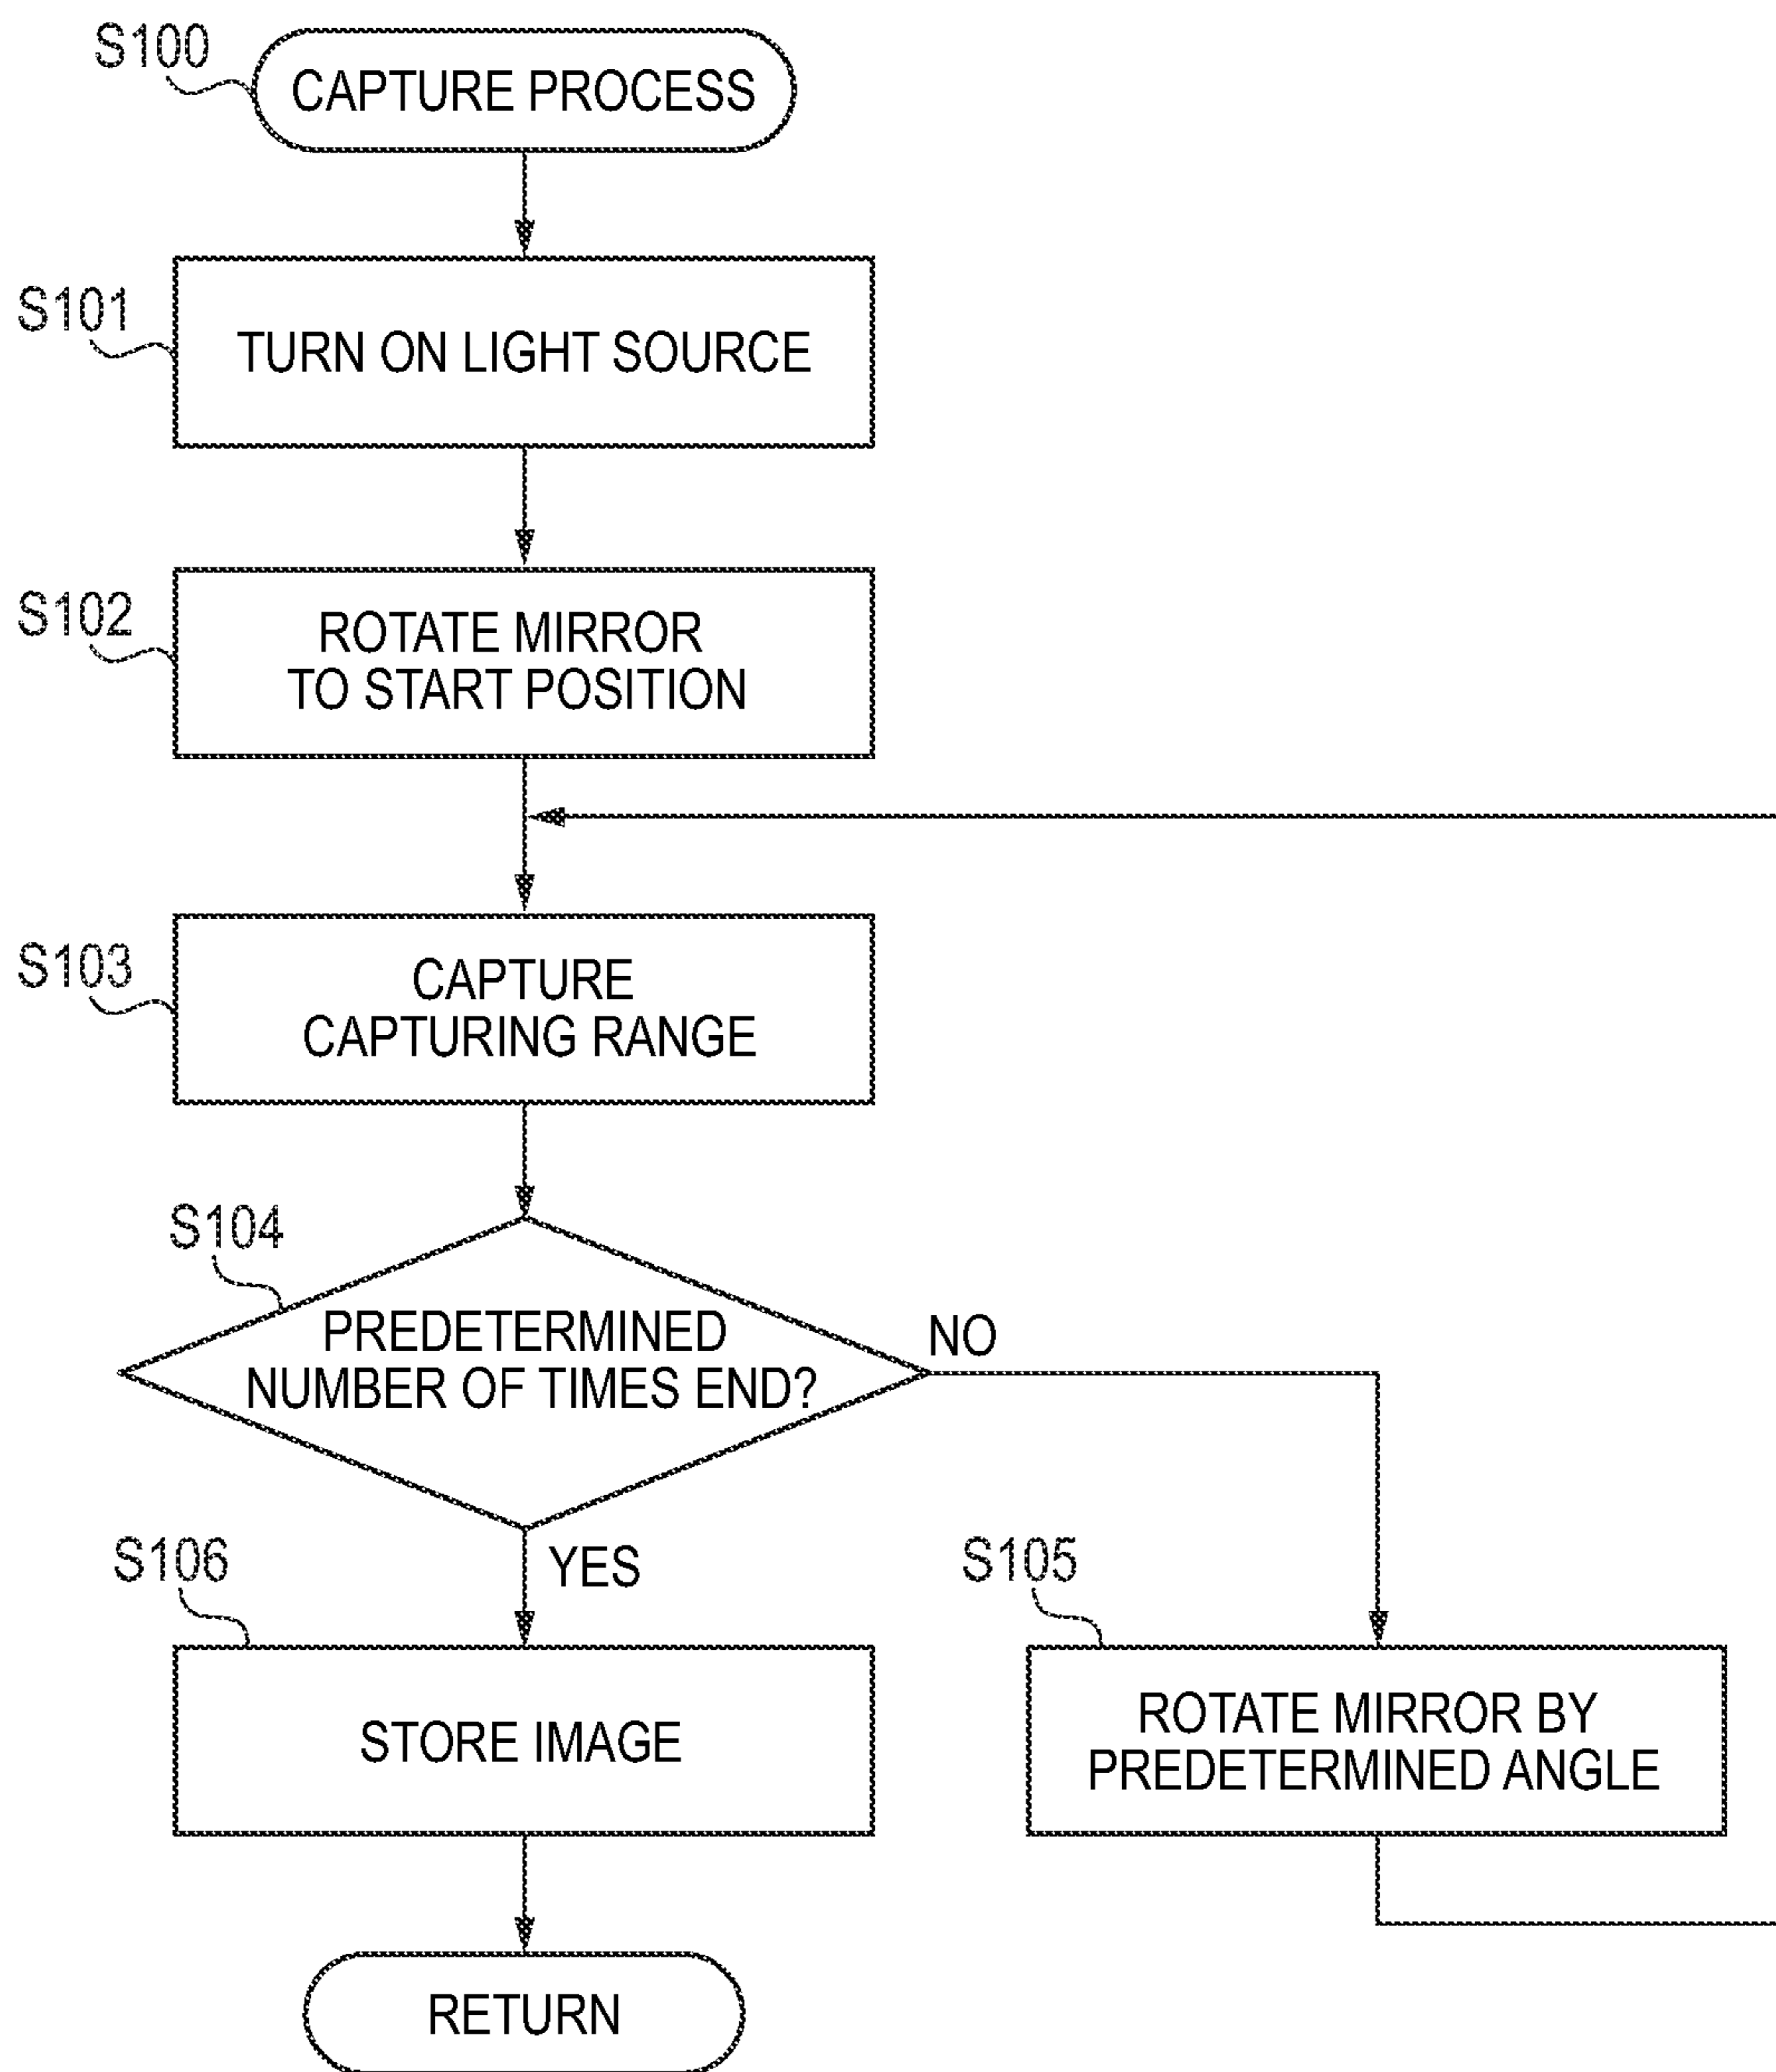 S100
CAPTURE PROCESS
S101
TURN ON LIGHT SOURCE
S102
ROTATE MIRROR
TO START POSITION
S103
CAPTURE
CAPTURING RANGE
S104
PREDETERMINED
NUMBER OF TIMES END?
NO
YES
S106
STORE IMAGE
S105
ROTATE MIRROR BY
PREDETERMINED ANGLE
RETURN